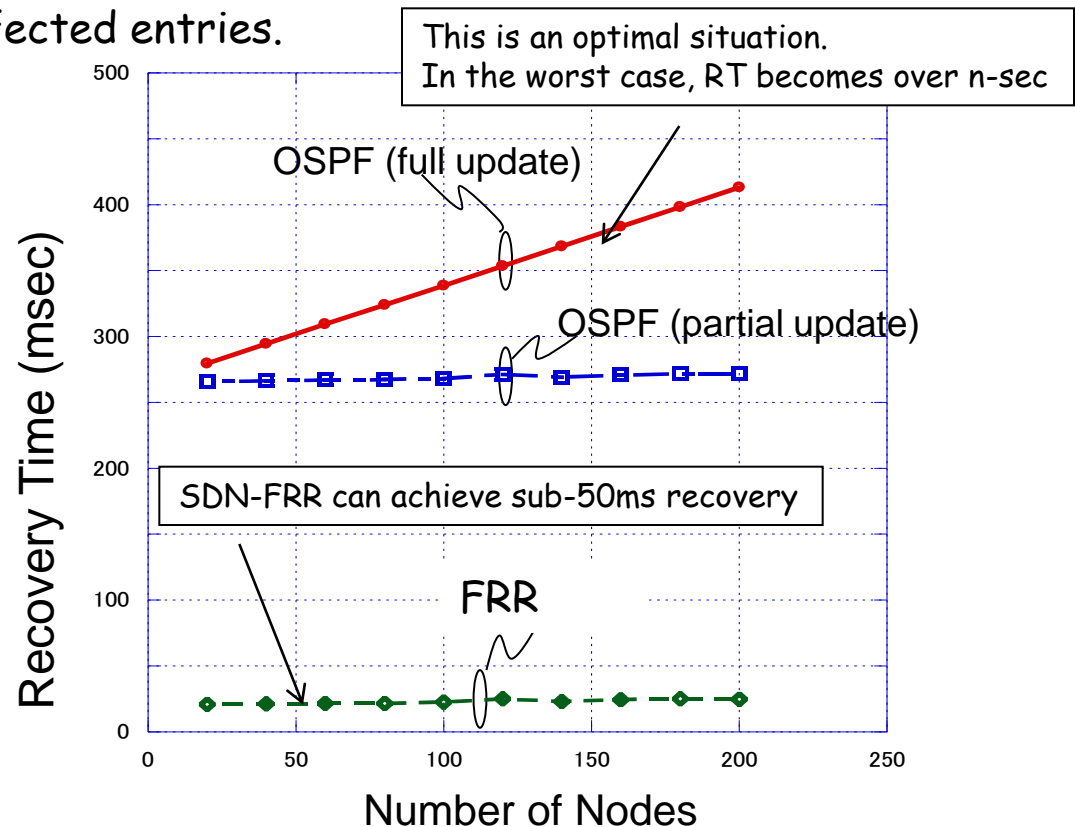 fected entries.
This is an optimal situation.
In the worst case, RT becomes over n-sec
500
400
300
200
100
0
Recovery Time (msec)
OSPF (full update)
OSPF (partial update)
SDN-FRR can achieve sub-50ms recovery
FRR
0 50 100 150 200 250
Number of Nodes